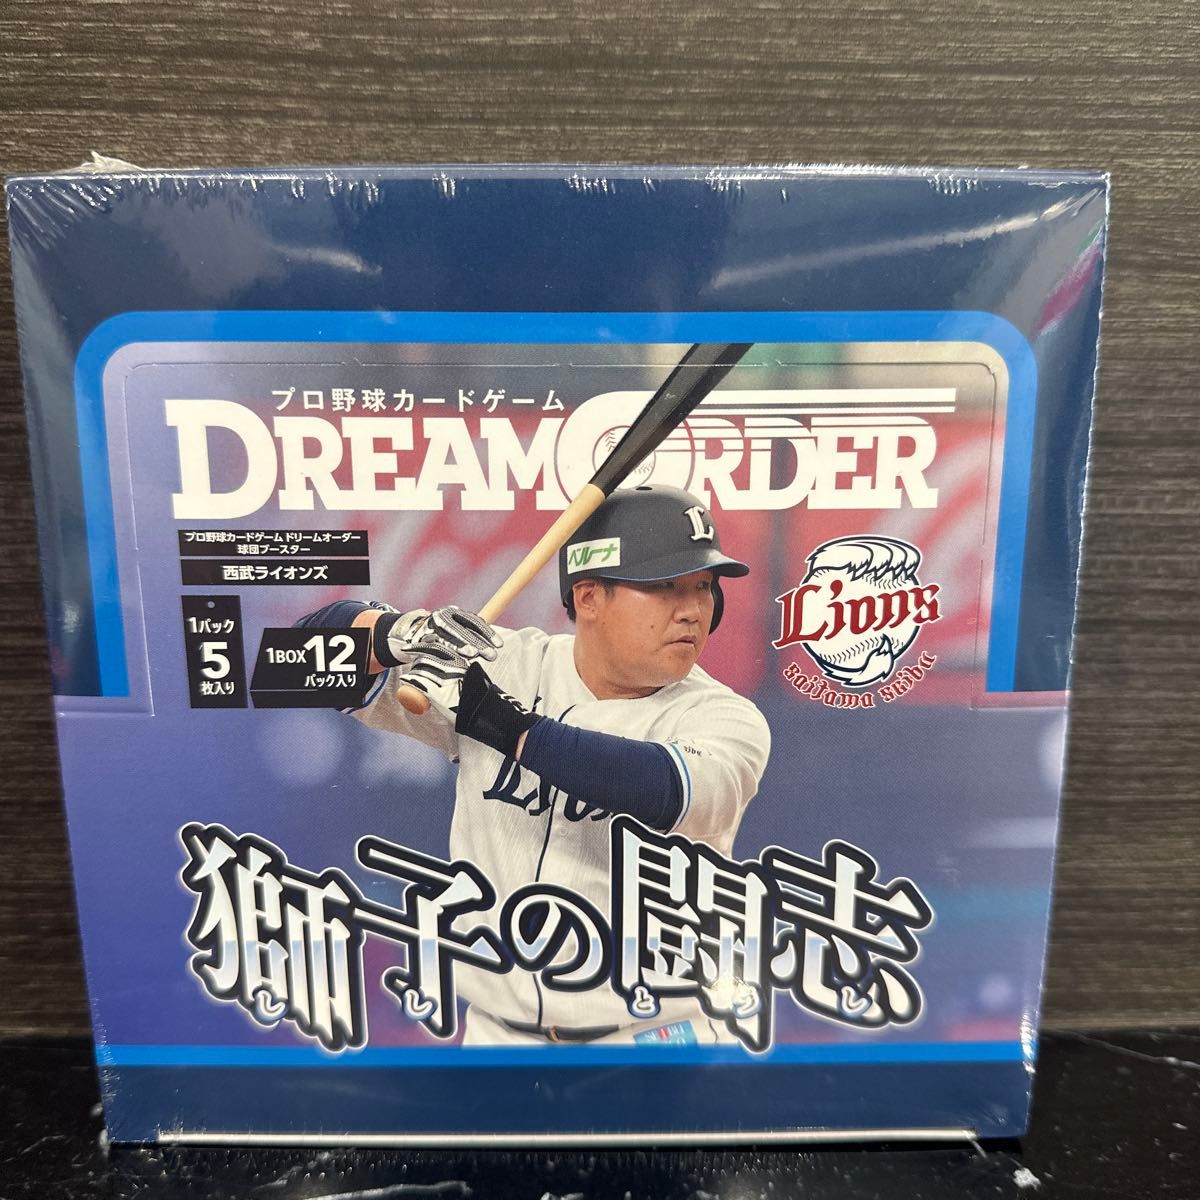 プロ野球カードゲーム
DREAM ORDER
プロ野球カードゲーム ドリームオーダー
球団ブースター
西武ライオンズ
1パック
5
枚入り
1BOX12
パック入り
L
ベルーナ
Lions
Saitama Seibu
Lions
獅子の闘志
ししとうし